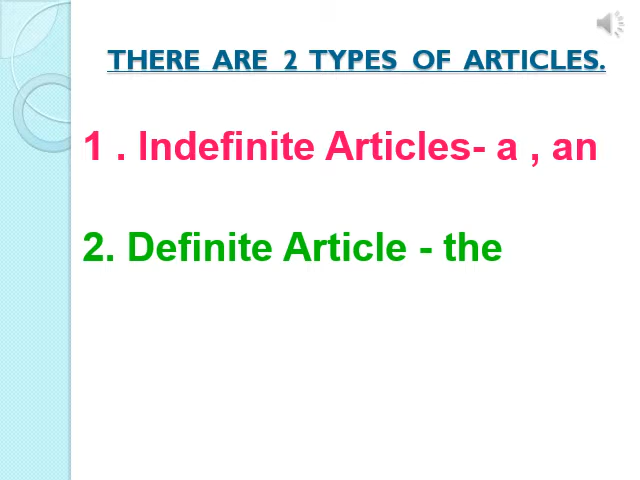 THERE ARE 2 TYPES OF ARTICLES.
1 . Indefinite Articles- a , an
2. Definite Article - the